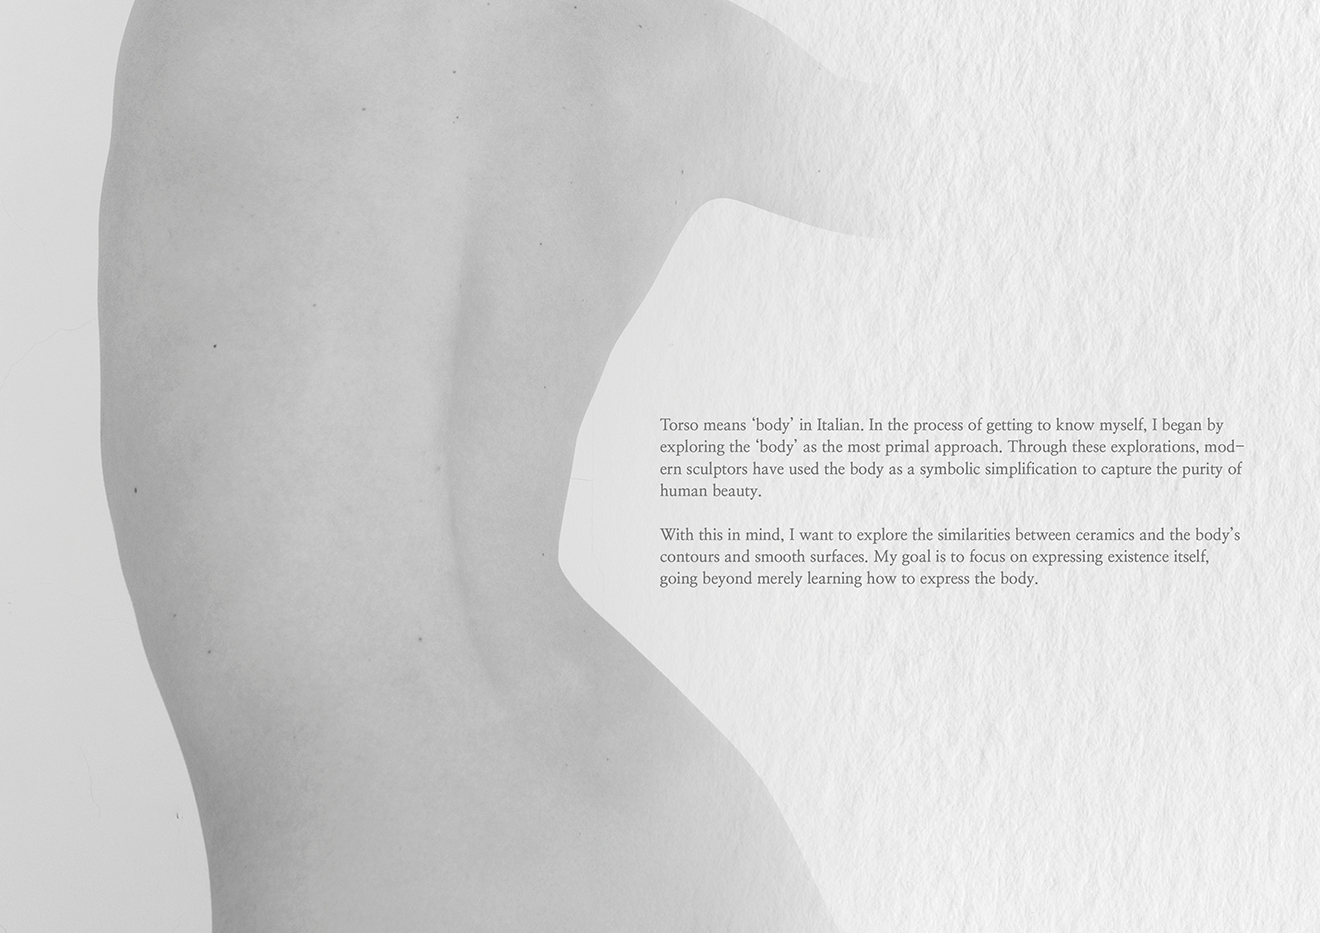 Torso means ‘body’ in Italian. In the process of getting to know myself, I began by
exploring the ‘body’ as the most primal approach. Through these explorations, mod–
ern sculptors have used the body as a symbolic simplification to capture the purity of
human beauty.
With this in mind, I want to explore the similarities between ceramics and the body’s
contours and smooth surfaces. My goal is to focus on expressing existence itself,
going beyond merely learning how to express the body.